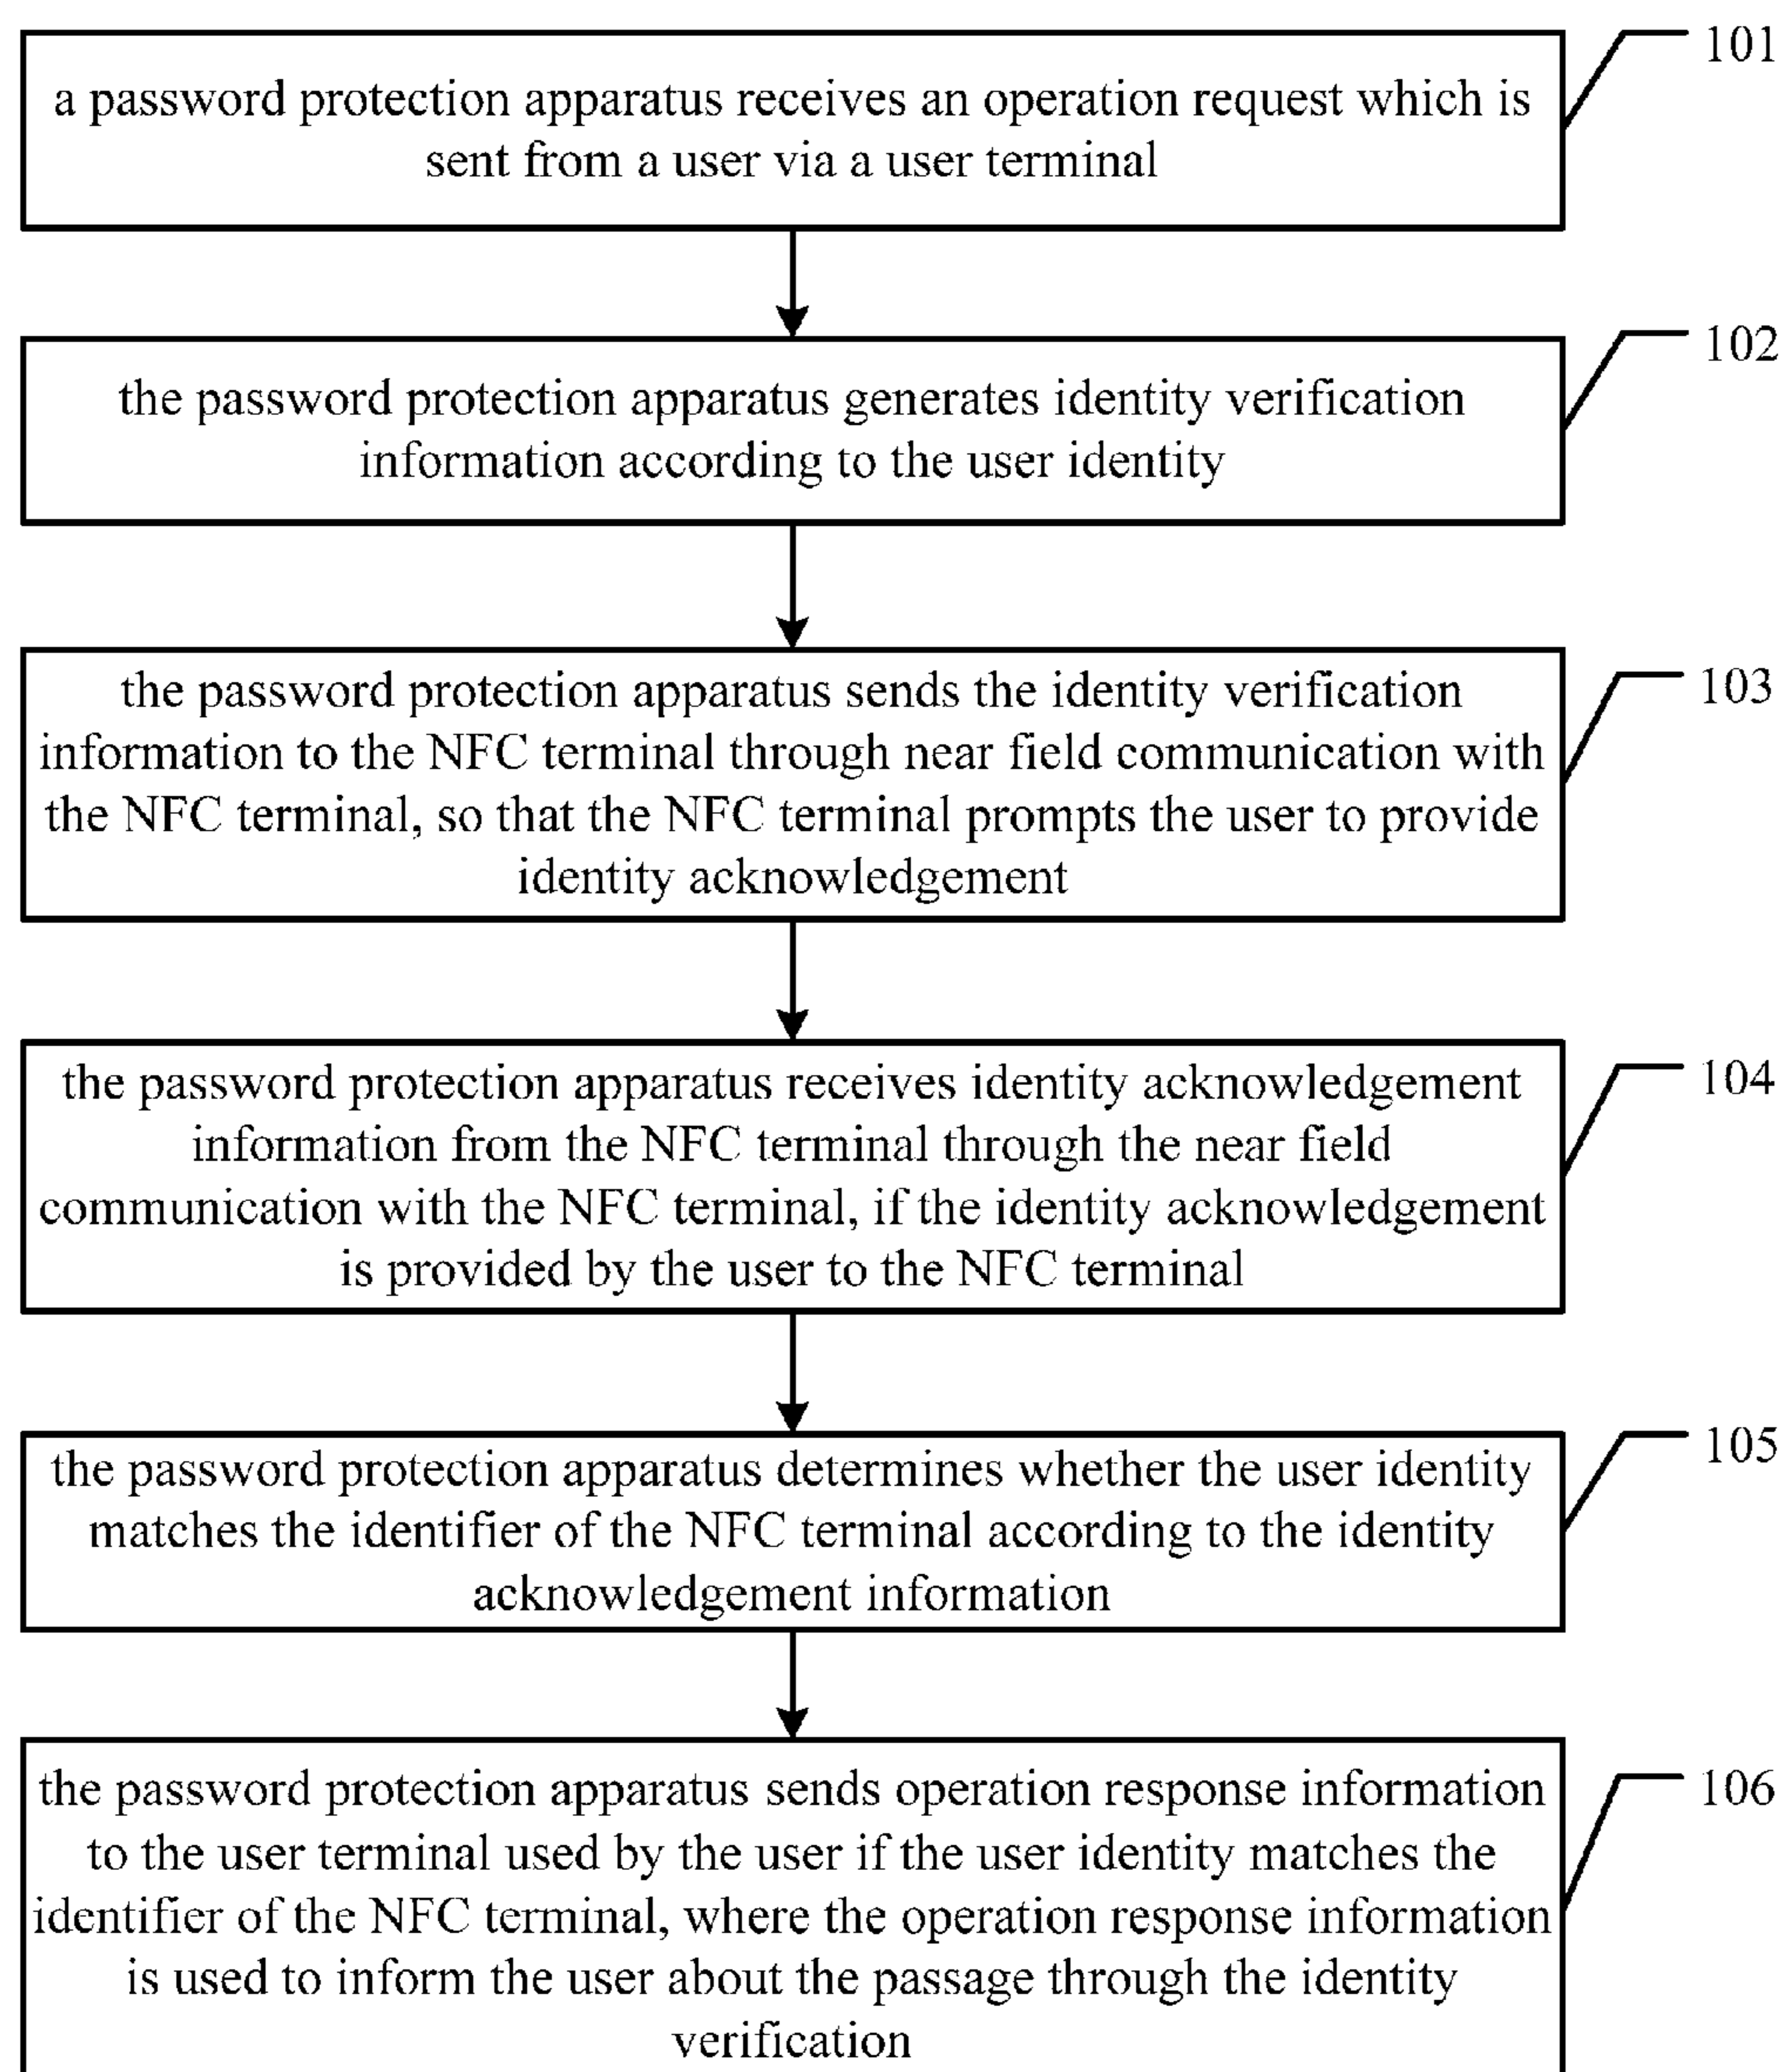 101
a password protection apparatus receives an operation request which is
sent from a user via a user terminal
102
the password protection apparatus generates identity verification
information according to the user identity
103
the password protection apparatus sends the identity verification
information to the NFC terminal through near field communication with
the NFC terminal, so that the NFC terminal prompts the user to provide
identity acknowledgement
104
the password protection apparatus receives identity acknowledgement
information from the NFC terminal through the near field
communication with the NFC terminal, if the identity acknowledgement
is provided by the user to the NFC terminal
105
the password protection apparatus determines whether the user identity
matches the identifier of the NFC terminal according to the identity
acknowledgement information
106
the password protection apparatus sends operation response information
to the user terminal used by the user if the user identity matches the
identifier of the NFC terminal, where the operation response information
is used to inform the user about the passage through the identity
verification